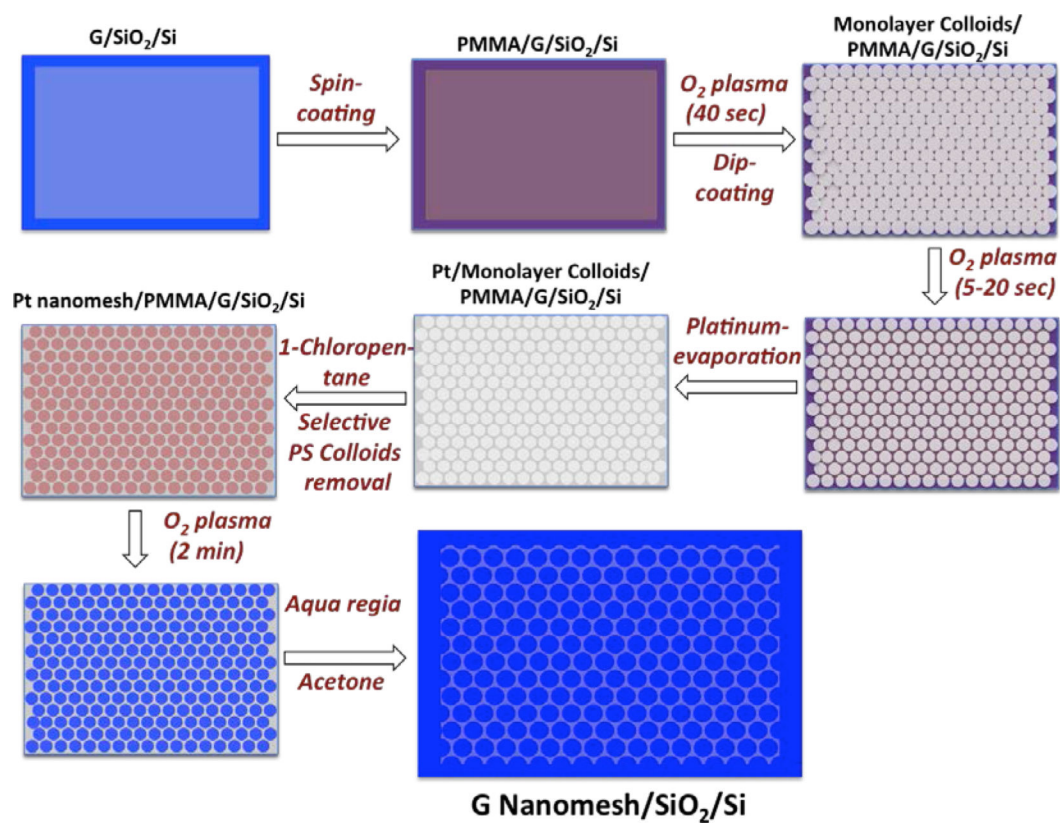 G/SiO₂/Si
Spin-
coating
PMMA/G/SiO₂/Si
O₂ plasma
(40 sec)
Dip-
coating
Monolayer Colloids/
PMMA/G/SiO₂/Si
O₂ plasma
(5-20 sec)
Platinum-
evaporation
Pt/Monolayer Colloids/
PMMA/G/SiO₂/Si
1-Chloropen-
tane
Selective
PS Colloids
removal
Pt nanomesh/PMMA/G/SiO₂/Si
O₂ plasma
(2 min)
Aqua regia
Acetone
G Nanomesh/SiO₂/Si